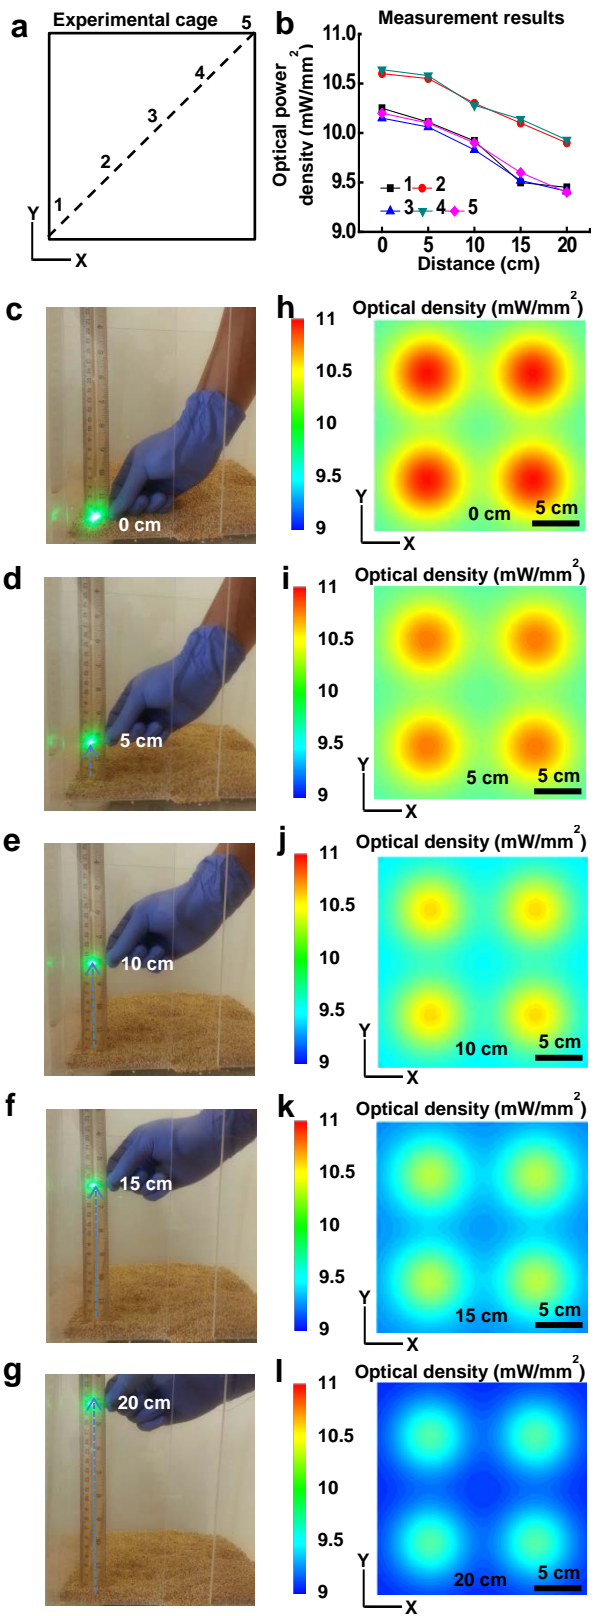 a
Experimental cage
1
2
3
4
5
Y
X
b
Measurement results
Optical power
density (mW/mm²)
11.0
10.5
10.0
9.5
9.0
1 2
3 4 5
0 5 10 15 20
Distance (cm)
c
0 cm
h
Optical density (mW/mm²)
11
10.5
10
9.5
9
Y
X
0 cm
5 cm
d
5 cm
i
Optical density (mW/mm²)
11
10.5
10
9.5
9
Y
X
5 cm
5 cm
e
10 cm
j
Optical density (mW/mm²)
11
10.5
10
9.5
9
Y
X
10 cm
5 cm
f
15 cm
k
Optical density (mW/mm²)
11
10.5
10
9.5
9
Y
X
15 cm
5 cm
g
20 cm
l
Optical density (mW/mm²)
11
10.5
10
9.5
9
Y
X
20 cm
5 cm